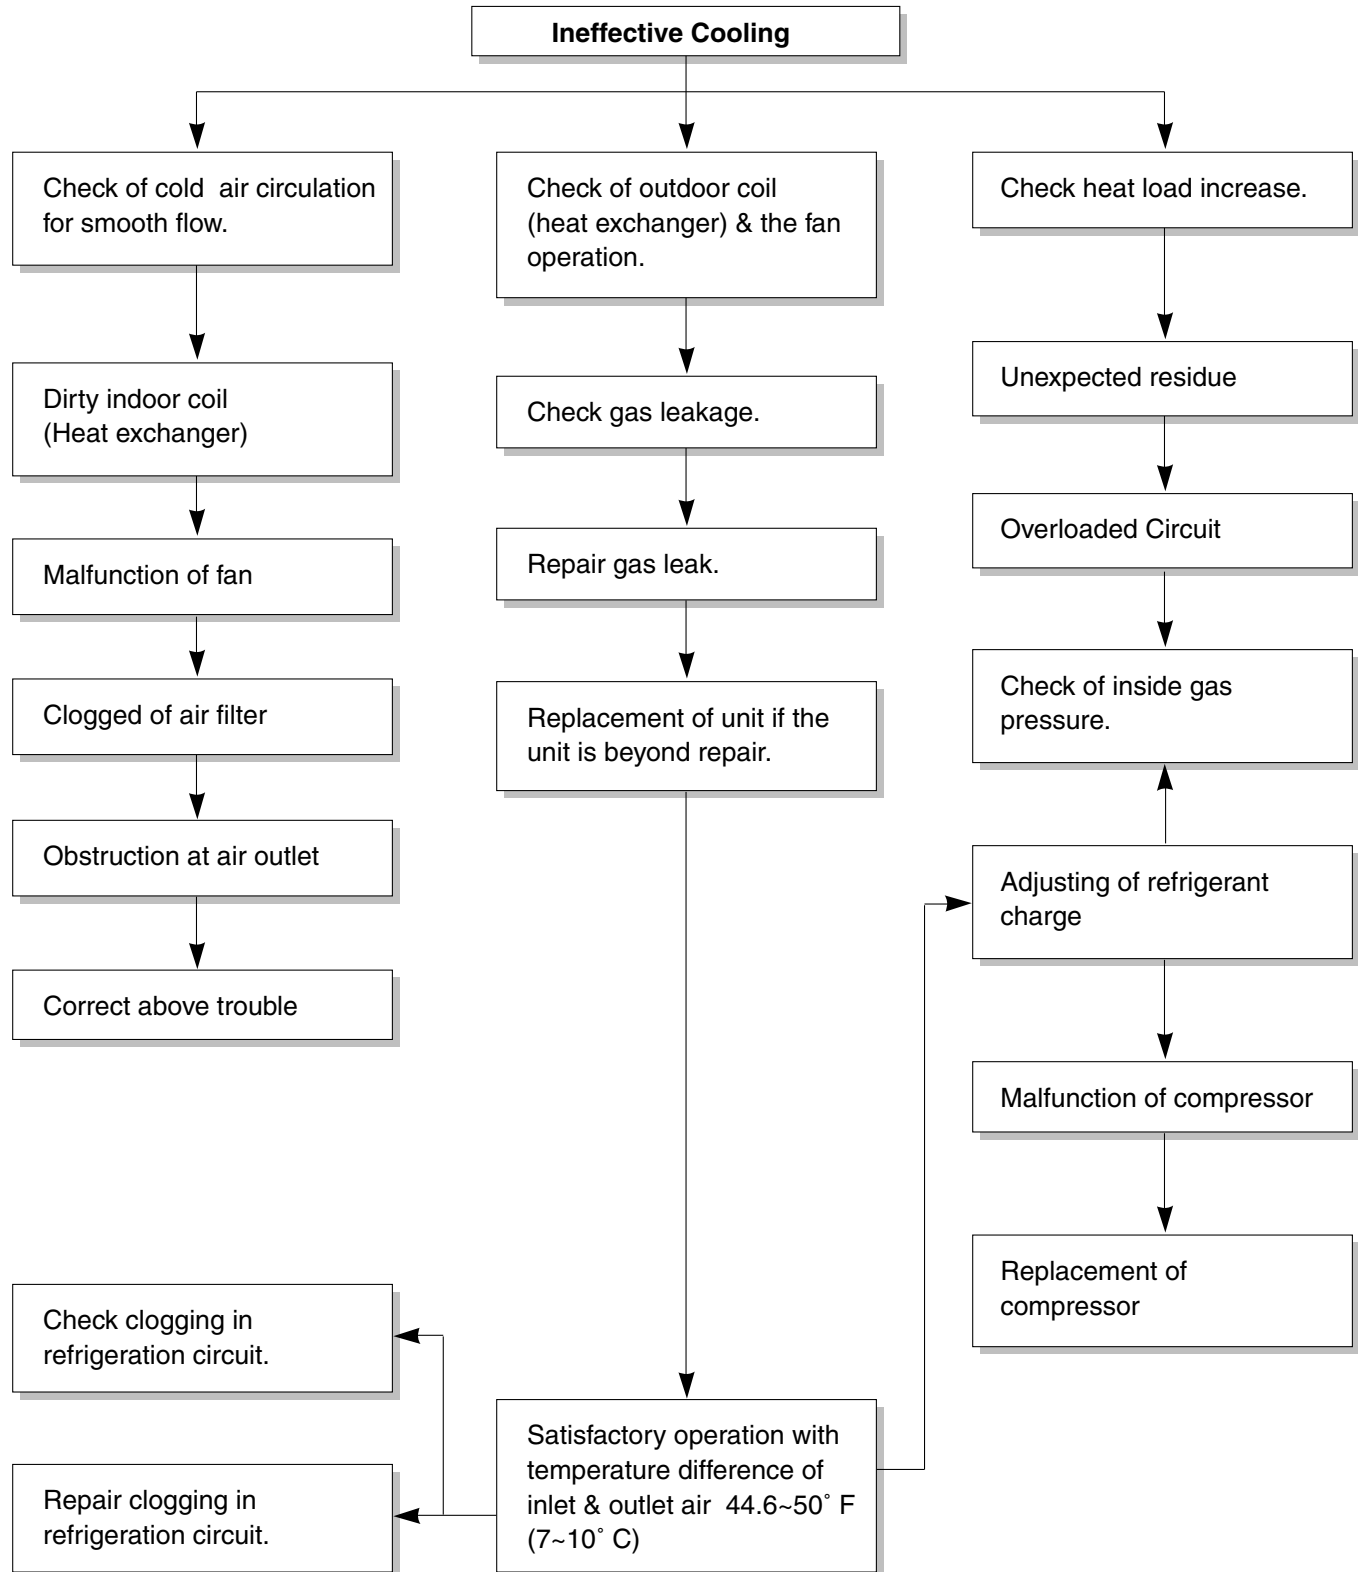 Ineffective Cooling
Check of cold air circulation
for smooth flow.
Dirty indoor coil
(Heat exchanger)
Malfunction of fan
Clogged of air filter
Obstruction at air outlet
Correct above trouble
Check of outdoor coil
(heat exchanger) & the fan
operation.
Check gas leakage.
Repair gas leak.
Replacement of unit if the
unit is beyond repair.
Satisfactory operation with
temperature difference of
inlet & outlet air 44.6~50˚ F
(7~10˚ C)
Check clogging in
refrigeration circuit.
Repair clogging in
refrigeration circuit.
Check heat load increase.
Unexpected residue
Overloaded Circuit
Check of inside gas
pressure.
Adjusting of refrigerant
charge
Malfunction of compressor
Replacement of
compressor